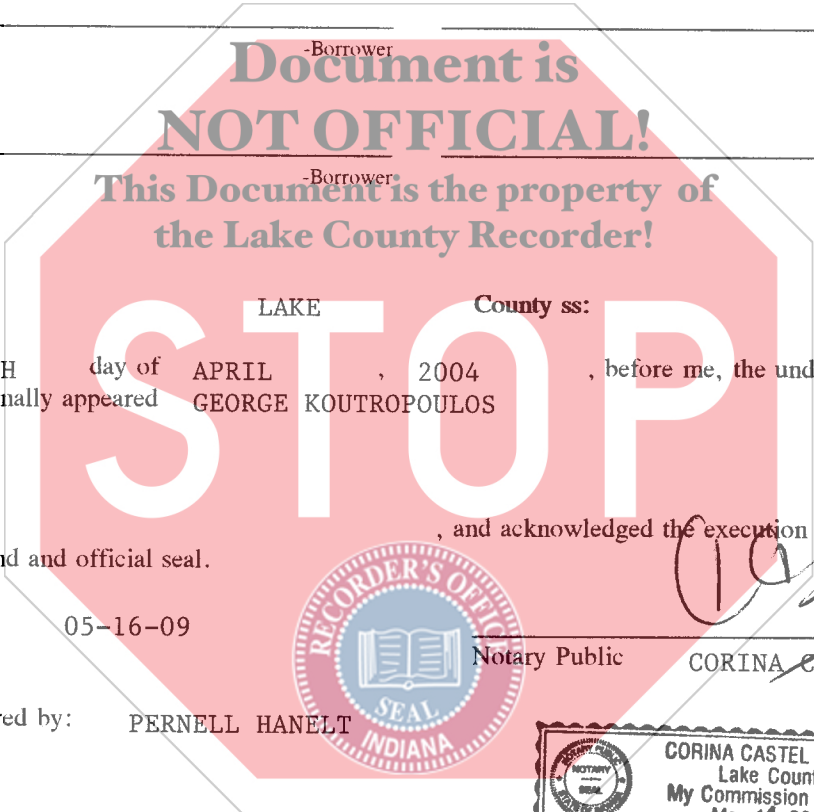 -Borrower
Document is
NOT OFFICIAL!
-Borrower
This Document is the property of
the Lake County Recorder!
LAKE County ss:
STOP
H day of APRIL , 2004 , before me, the und
nally appeared GEORGE KOUTROPOULOS
, and acknowledged the execution
nd and official seal.
05-16-09
RECORDER'S OFFICE
SEAL
INDIANA
Notary Public CORINA C
ed by: PERNELL HANELT
NOTARY PUBLIC
NOTARY
SEAL
CORINA CASTEL
Lake Coun
My Commission